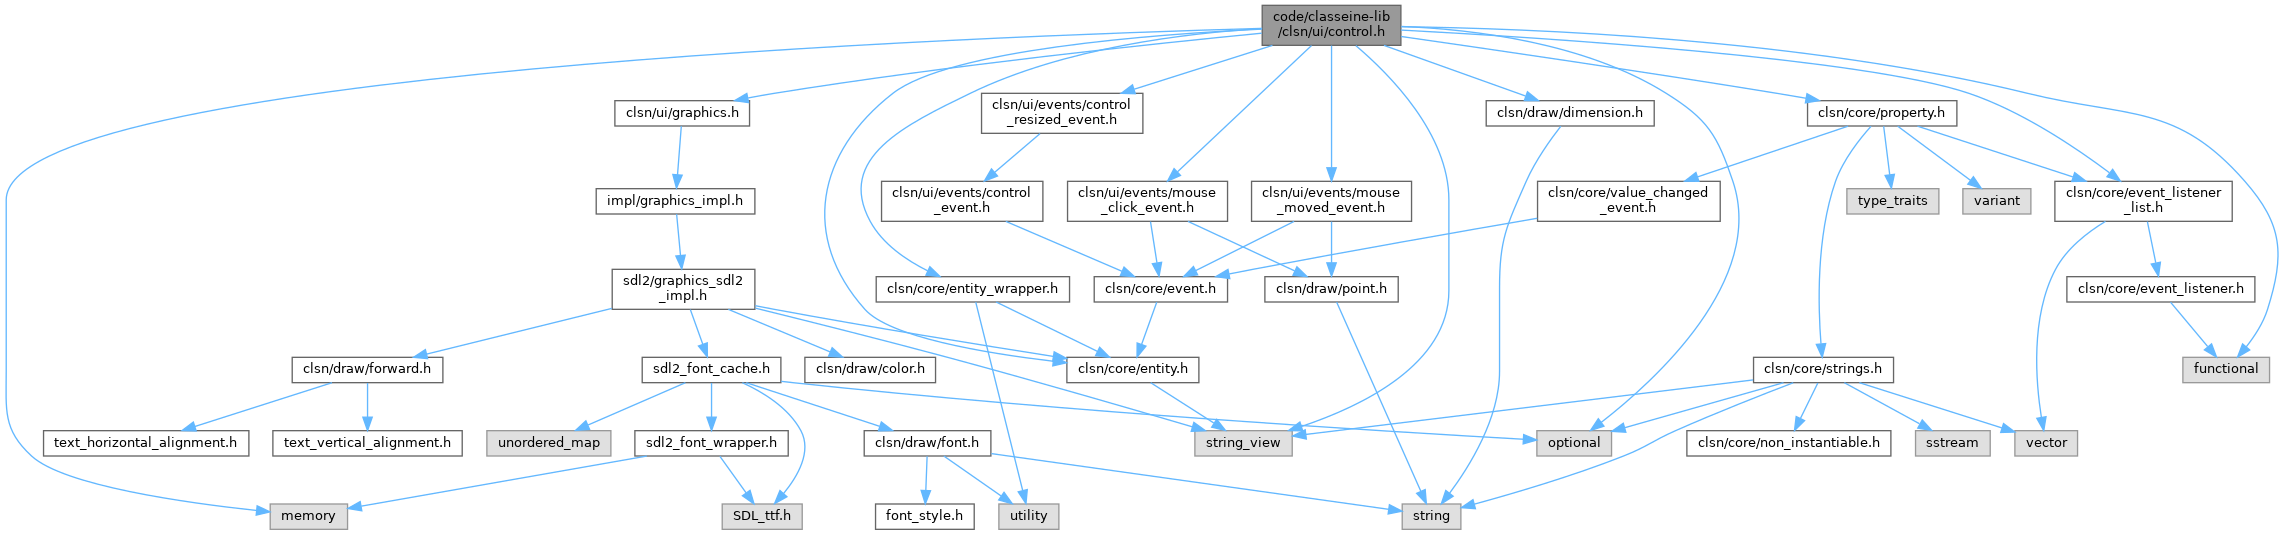 code/classeine-lib
/clsn/ui/control.h
clsn/ui/graphics.h
clsn/ui/events/control
_resized_event.h
clsn/draw/dimension.h
clsn/core/property.h
impl/graphics_impl.h
clsn/ui/events/control
_event.h
clsn/ui/events/mouse
_click_event.h
clsn/ui/events/mouse
_moved_event.h
clsn/core/value_changed
_event.h
type_traits
variant
clsn/core/event_listener
_list.h
sdl2/graphics_sdl2
_impl.h
clsn/core/entity_wrapper.h
clsn/core/event.h
clsn/draw/point.h
clsn/core/event_listener.h
clsn/draw/forward.h
sdl2_font_cache.h
clsn/draw/color.h
clsn/core/entity.h
clsn/core/strings.h
functional
text_horizontal_alignment.h
text_vertical_alignment.h
unordered_map
sdl2_font_wrapper.h
clsn/draw/font.h
string_view
optional
clsn/core/non_instantiable.h
sstream
vector
memory
SDL_ttf.h
font_style.h
utility
string